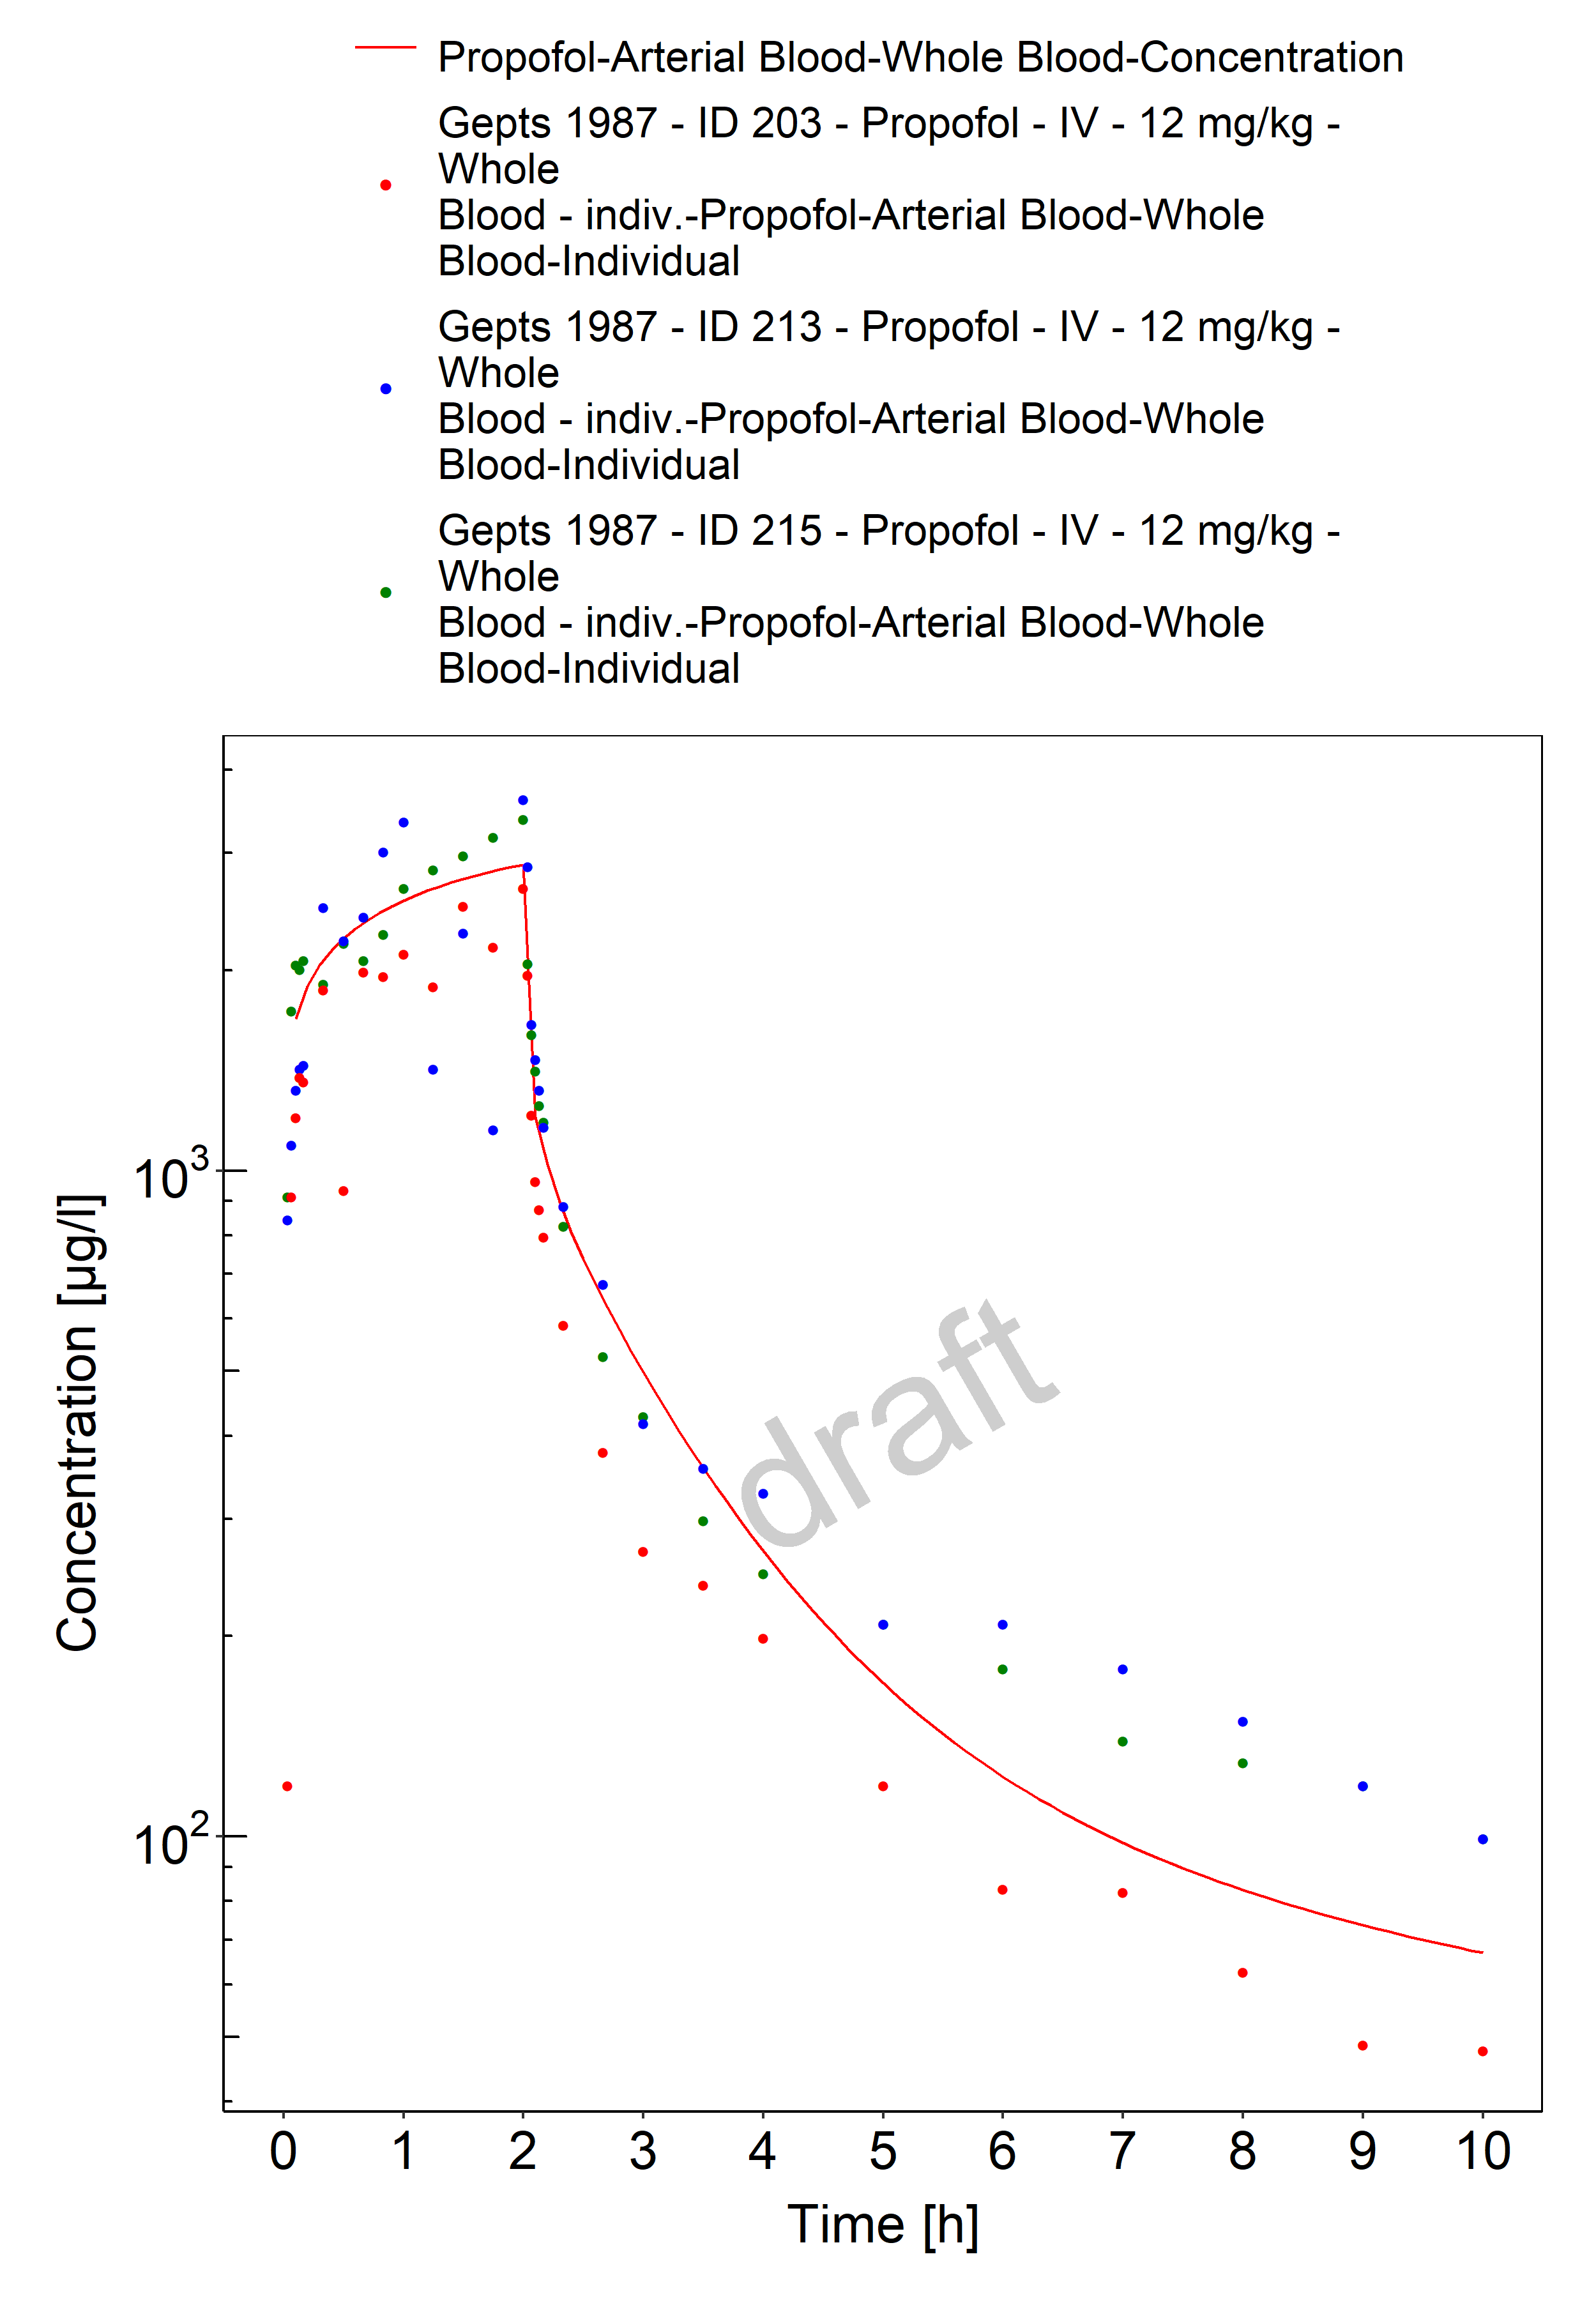 Propofol-Arterial Blood-Whole Blood-Concentration
Gepts 1987 - ID 203 - Propofol - IV - 12 mg/kg -
Whole
Blood - indiv.-Propofol-Arterial Blood-Whole
Blood-Individual
Gepts 1987 - ID 213 - Propofol - IV - 12 mg/kg -
Whole
Blood - indiv.-Propofol-Arterial Blood-Whole
Blood-Individual
Gepts 1987 - ID 215 - Propofol - IV - 12 mg/kg -
Whole
Blood - indiv.-Propofol-Arterial Blood-Whole
Blood-Individual
Concentration [µg/l]
10³
10²
draft
0 1 2 3 4 5 6 7 8 9 10
Time [h]